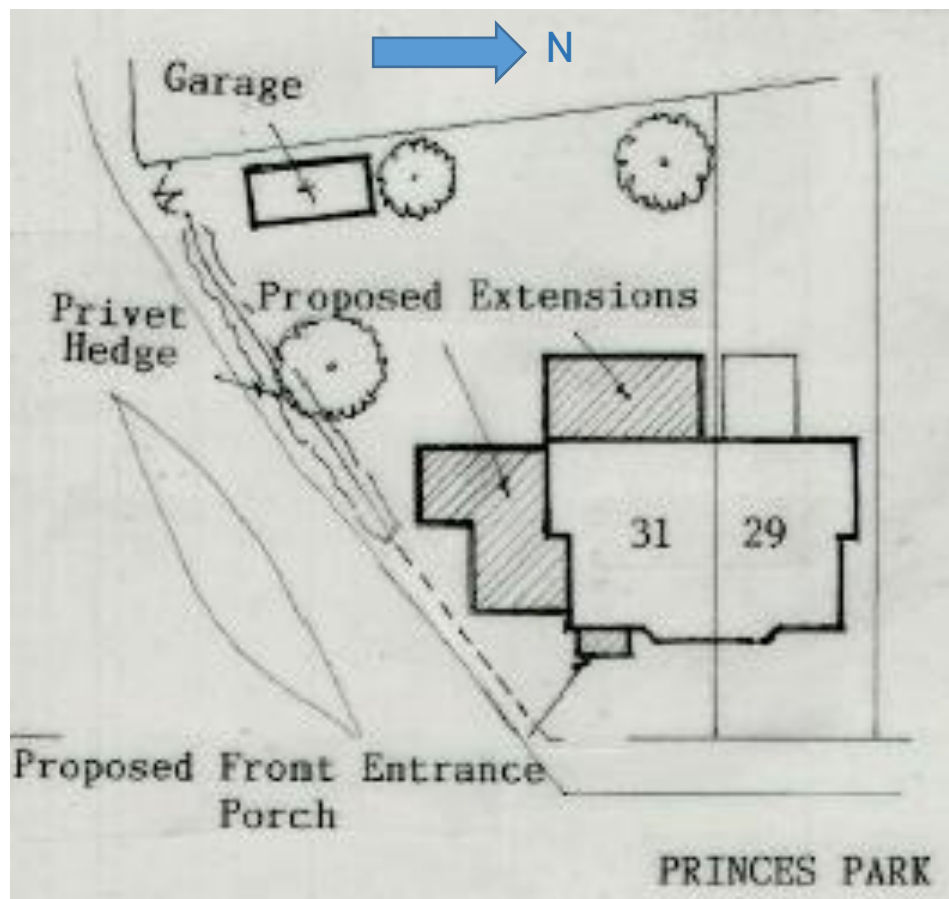 N
Garage
Proposed Extensions
Privet
Hedge
31
29
Proposed Front Entrance
Porch
PRINCES PARK